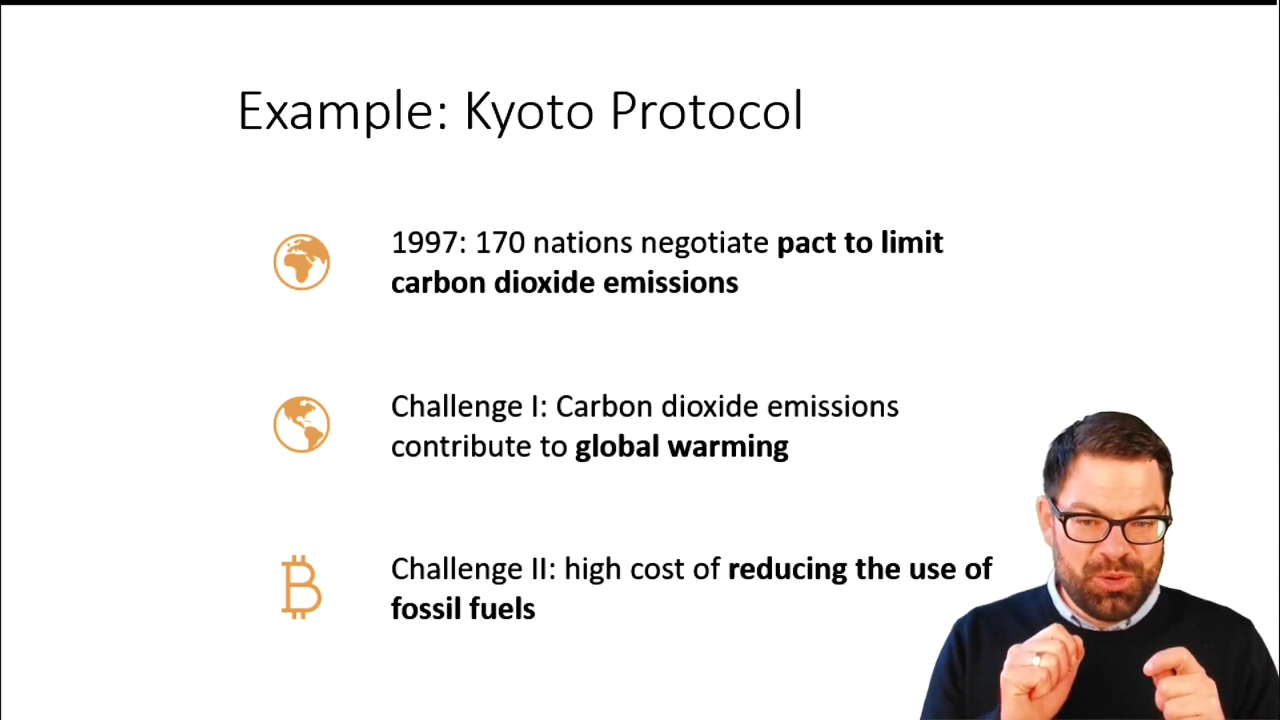 Example: Kyoto Protocol
1997: 170 nations negotiate pact to limit
carbon dioxide emissions
Challenge I: Carbon dioxide emissions
contribute to global warming
Challenge II: high cost of reducing the use of
fossil fuels